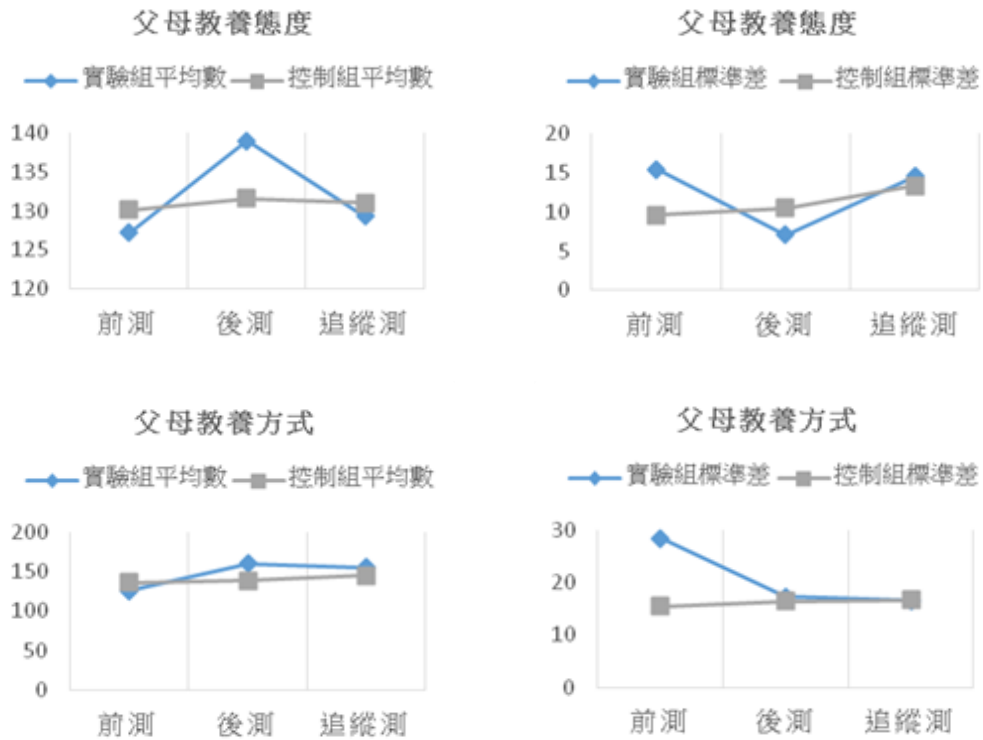 父母教養態度
實驗組平均數 控制組平均數
140
135
130
125
120
前測 後測 追縱測
父母教養態度
實驗組標準差 控制組標準差
20
15
10
5
0
前測 後測 追縱測
父母教養方式
實驗組平均數 控制組平均數
200
150
100
50
0
前測 後測 追縱測
父母教養方式
實驗組標準差 控制組標準差
30
20
10
0
前測 後測 追縱測